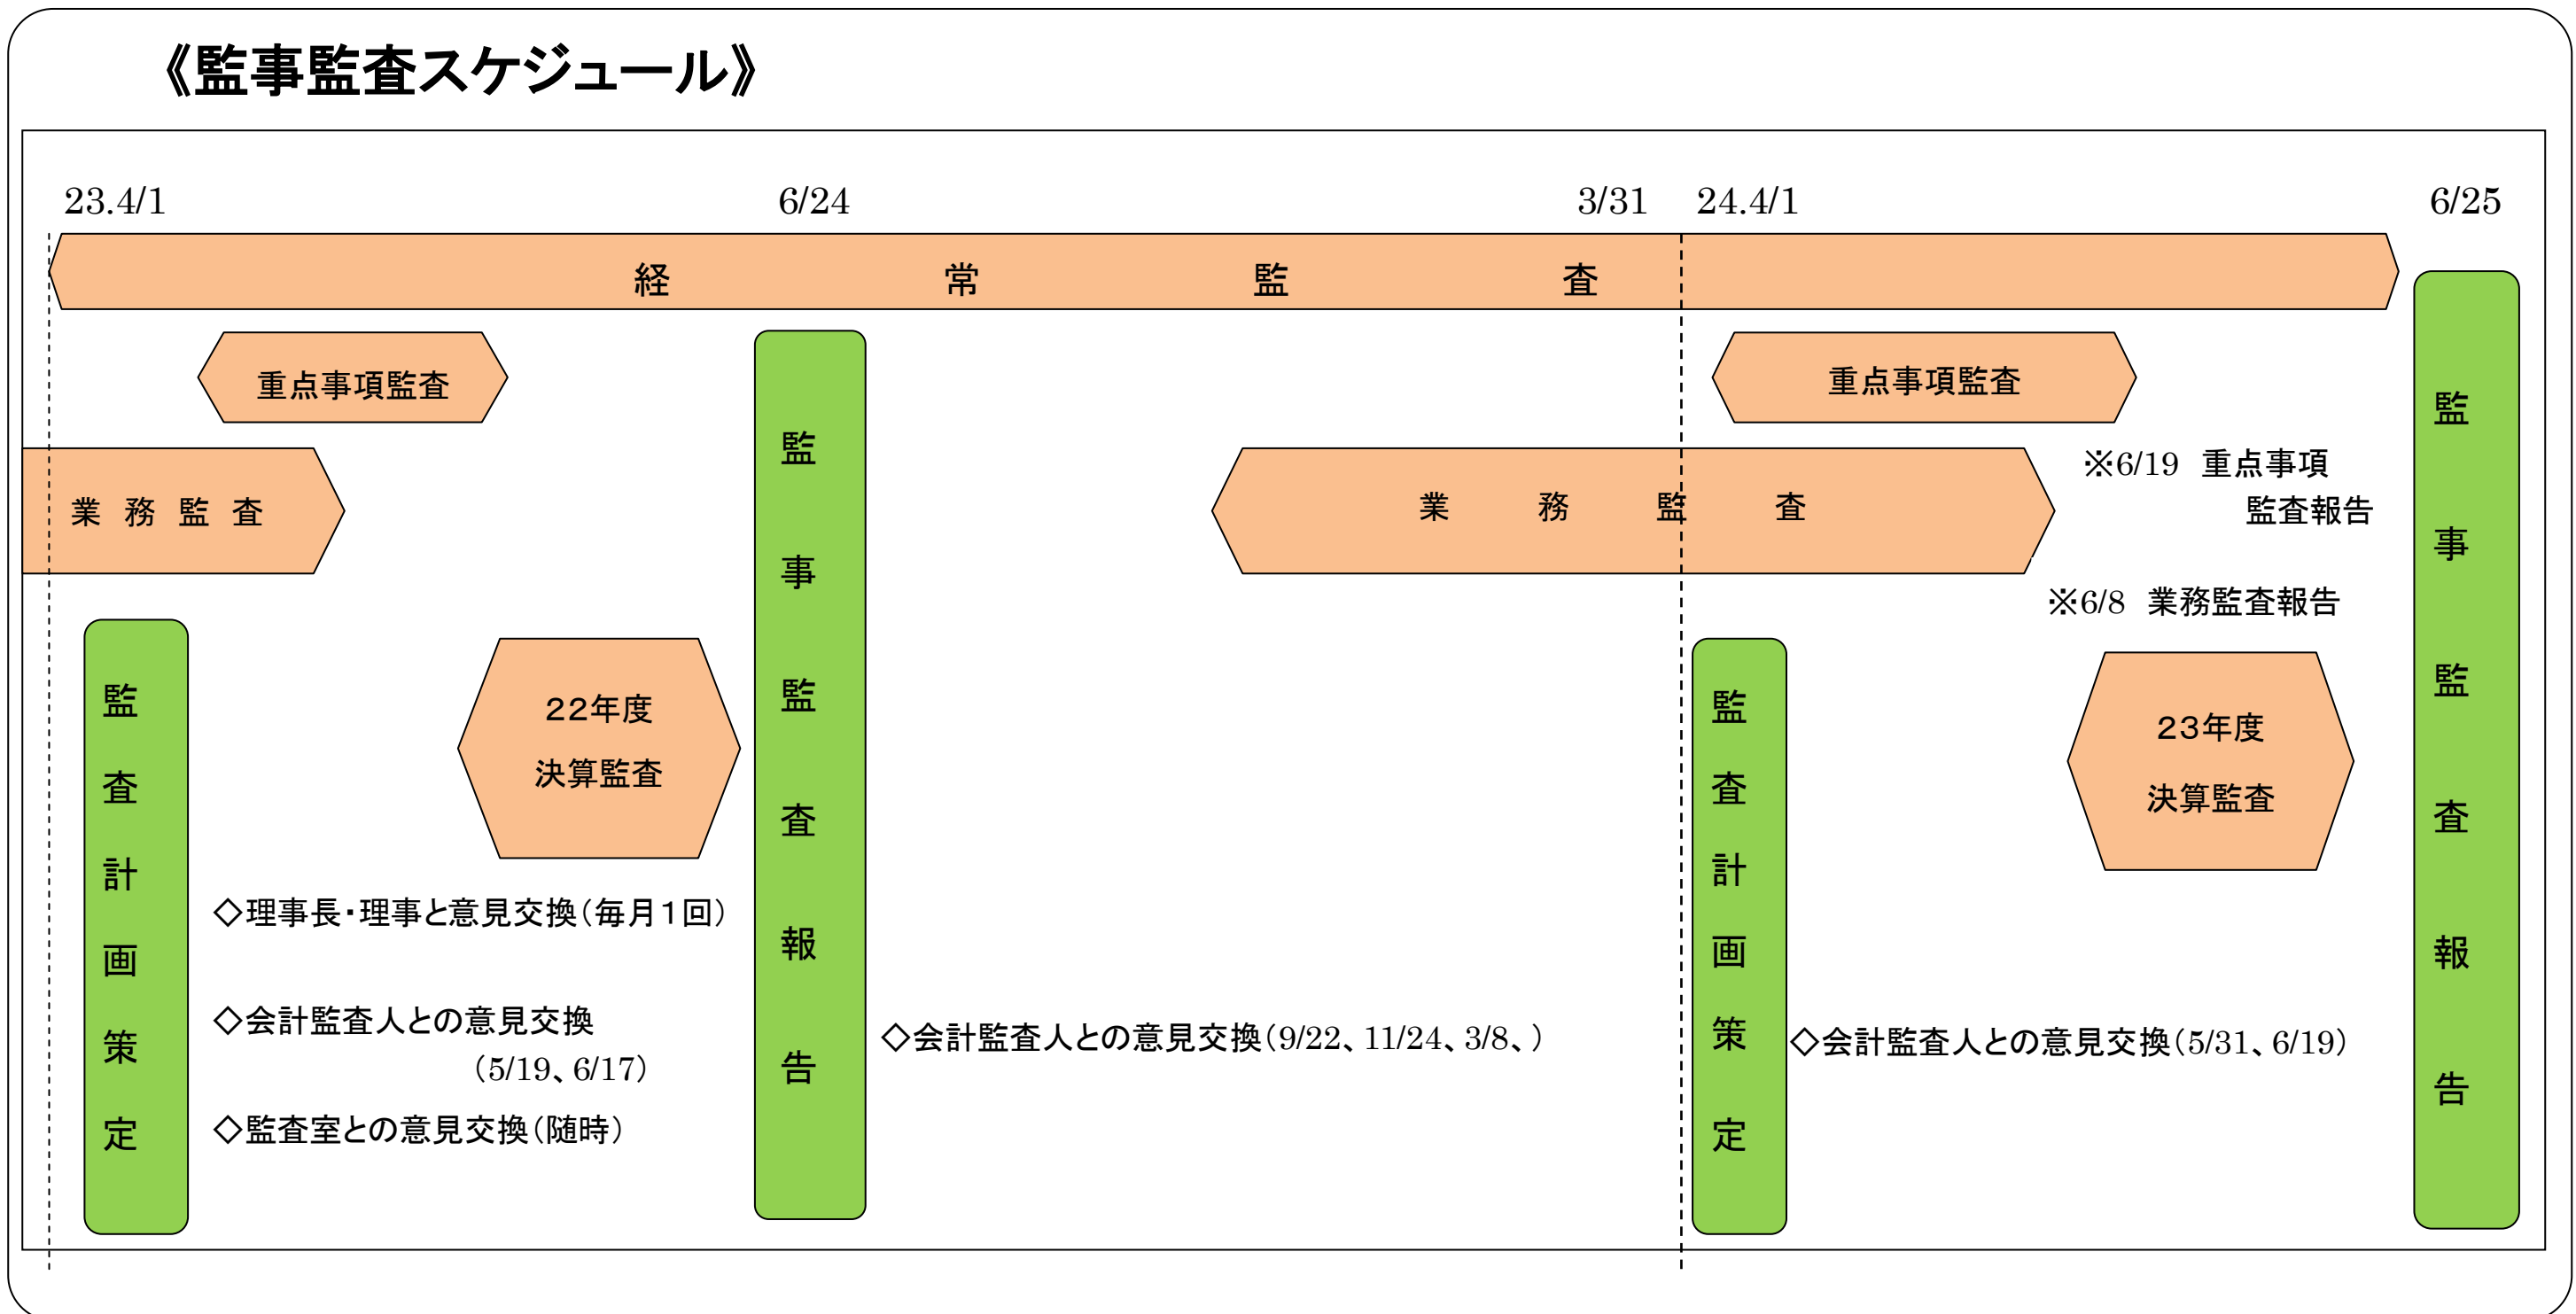 《監事監査スケジュール》
23.4/1
6/24
3/31
24.4/1
6/25
経常監査
重点事項監査
重点事項監査
業務監査
業務監査
※6/19 重点事項
監査報告
※6/8 業務監査報告
監査計画策定
22年度
決算監査
監事監査報告
監査計画策定
23年度
決算監査
監事監査報告
◇理事長・理事と意見交換(毎月1回)
◇会計監査人との意見交換
(5/19、6/17)
◇監査室との意見交換(随時)
◇会計監査人との意見交換(9/22、11/24、3/8、)
◇会計監査人との意見交換(5/31、6/19)